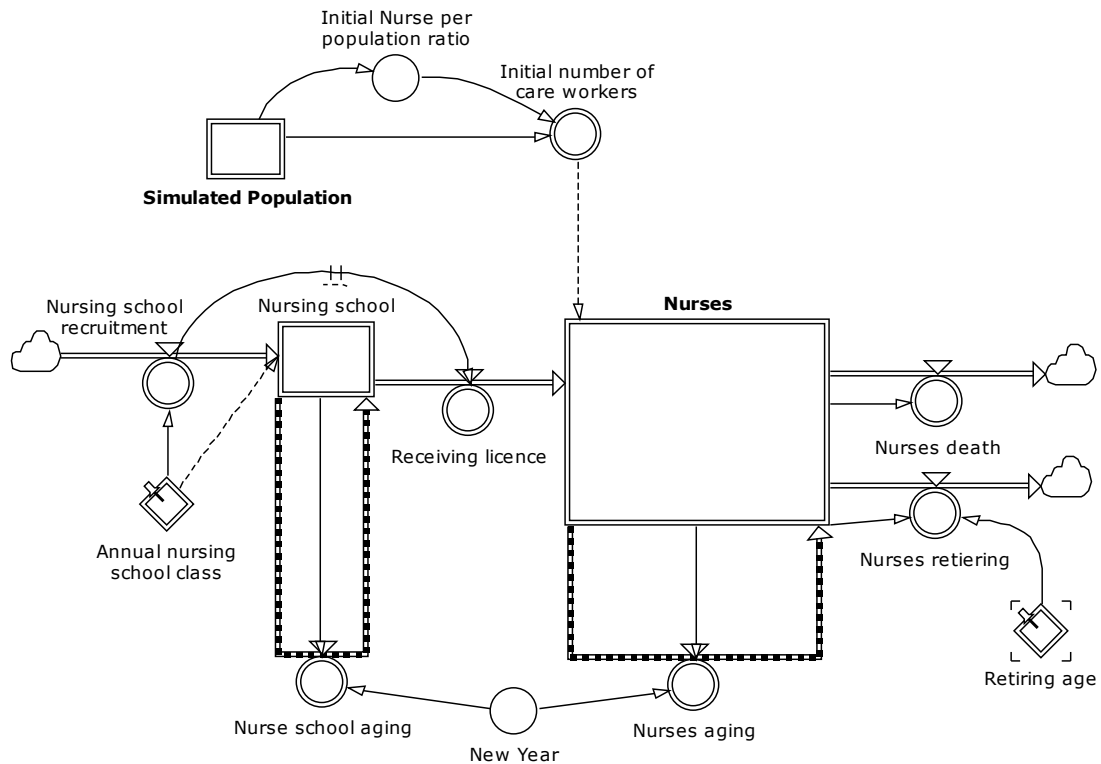 Initial Nurse per
population ratio
Initial number of
care workers
Simulated Population
Nursing school
recruitment
Nursing school
Nurses
Receiving licence
Nurses death
Annual nursing
school class
Nurses retiering
Retiring age
Nurse school aging
Nurses aging
New Year